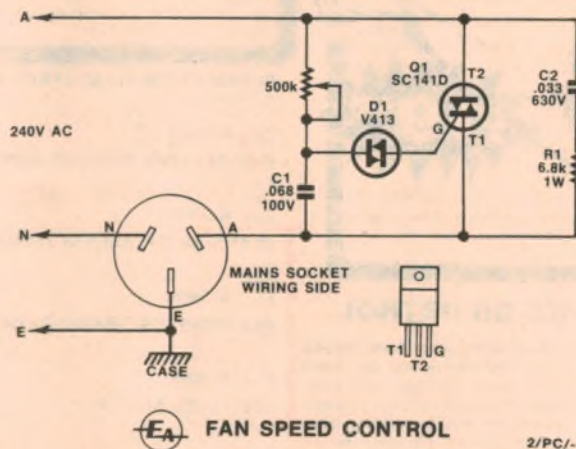 A
500k
Q1
SC141D
T2
C2
.033
630V
240V AC
D1
V413
G
T1
C1
.068
100V
R1
6.8k
1W
N
N
A
MAINS SOCKET
WIRING SIDE
E
E
CASE
T1
G
T2
EA
FAN SPEED CONTROL
2/PC/-